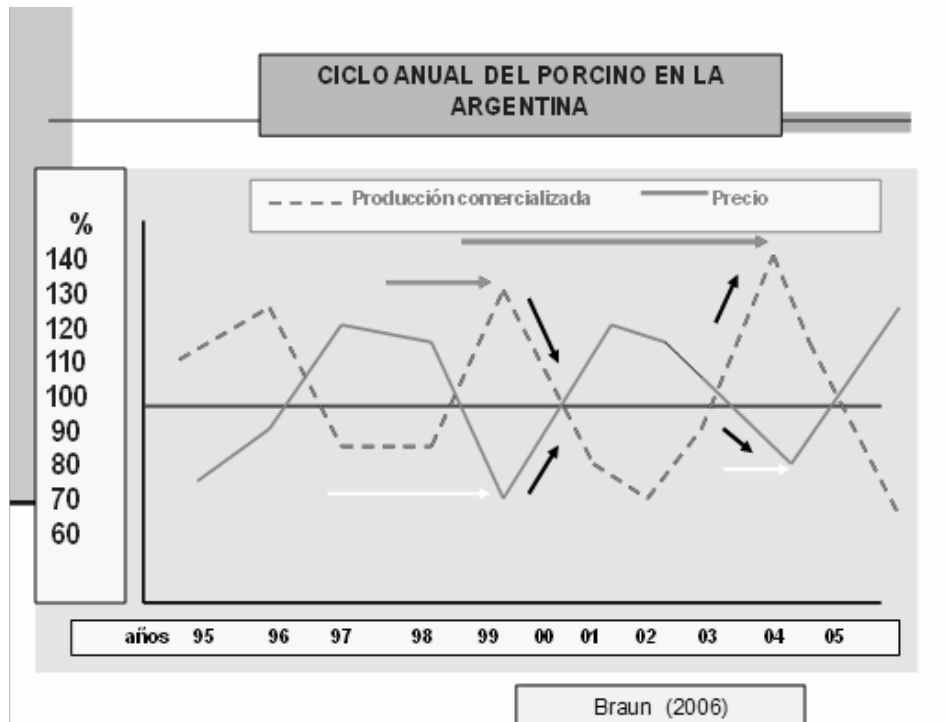 CICLO ANUAL DEL PORCINO EN LA
ARGENTINA
Producción comercializada
Precio
%
140
130
120
110
100
90
80
70
60
años 95 96 97 98 99 00 01 02 03 04 05
Braun (2006)